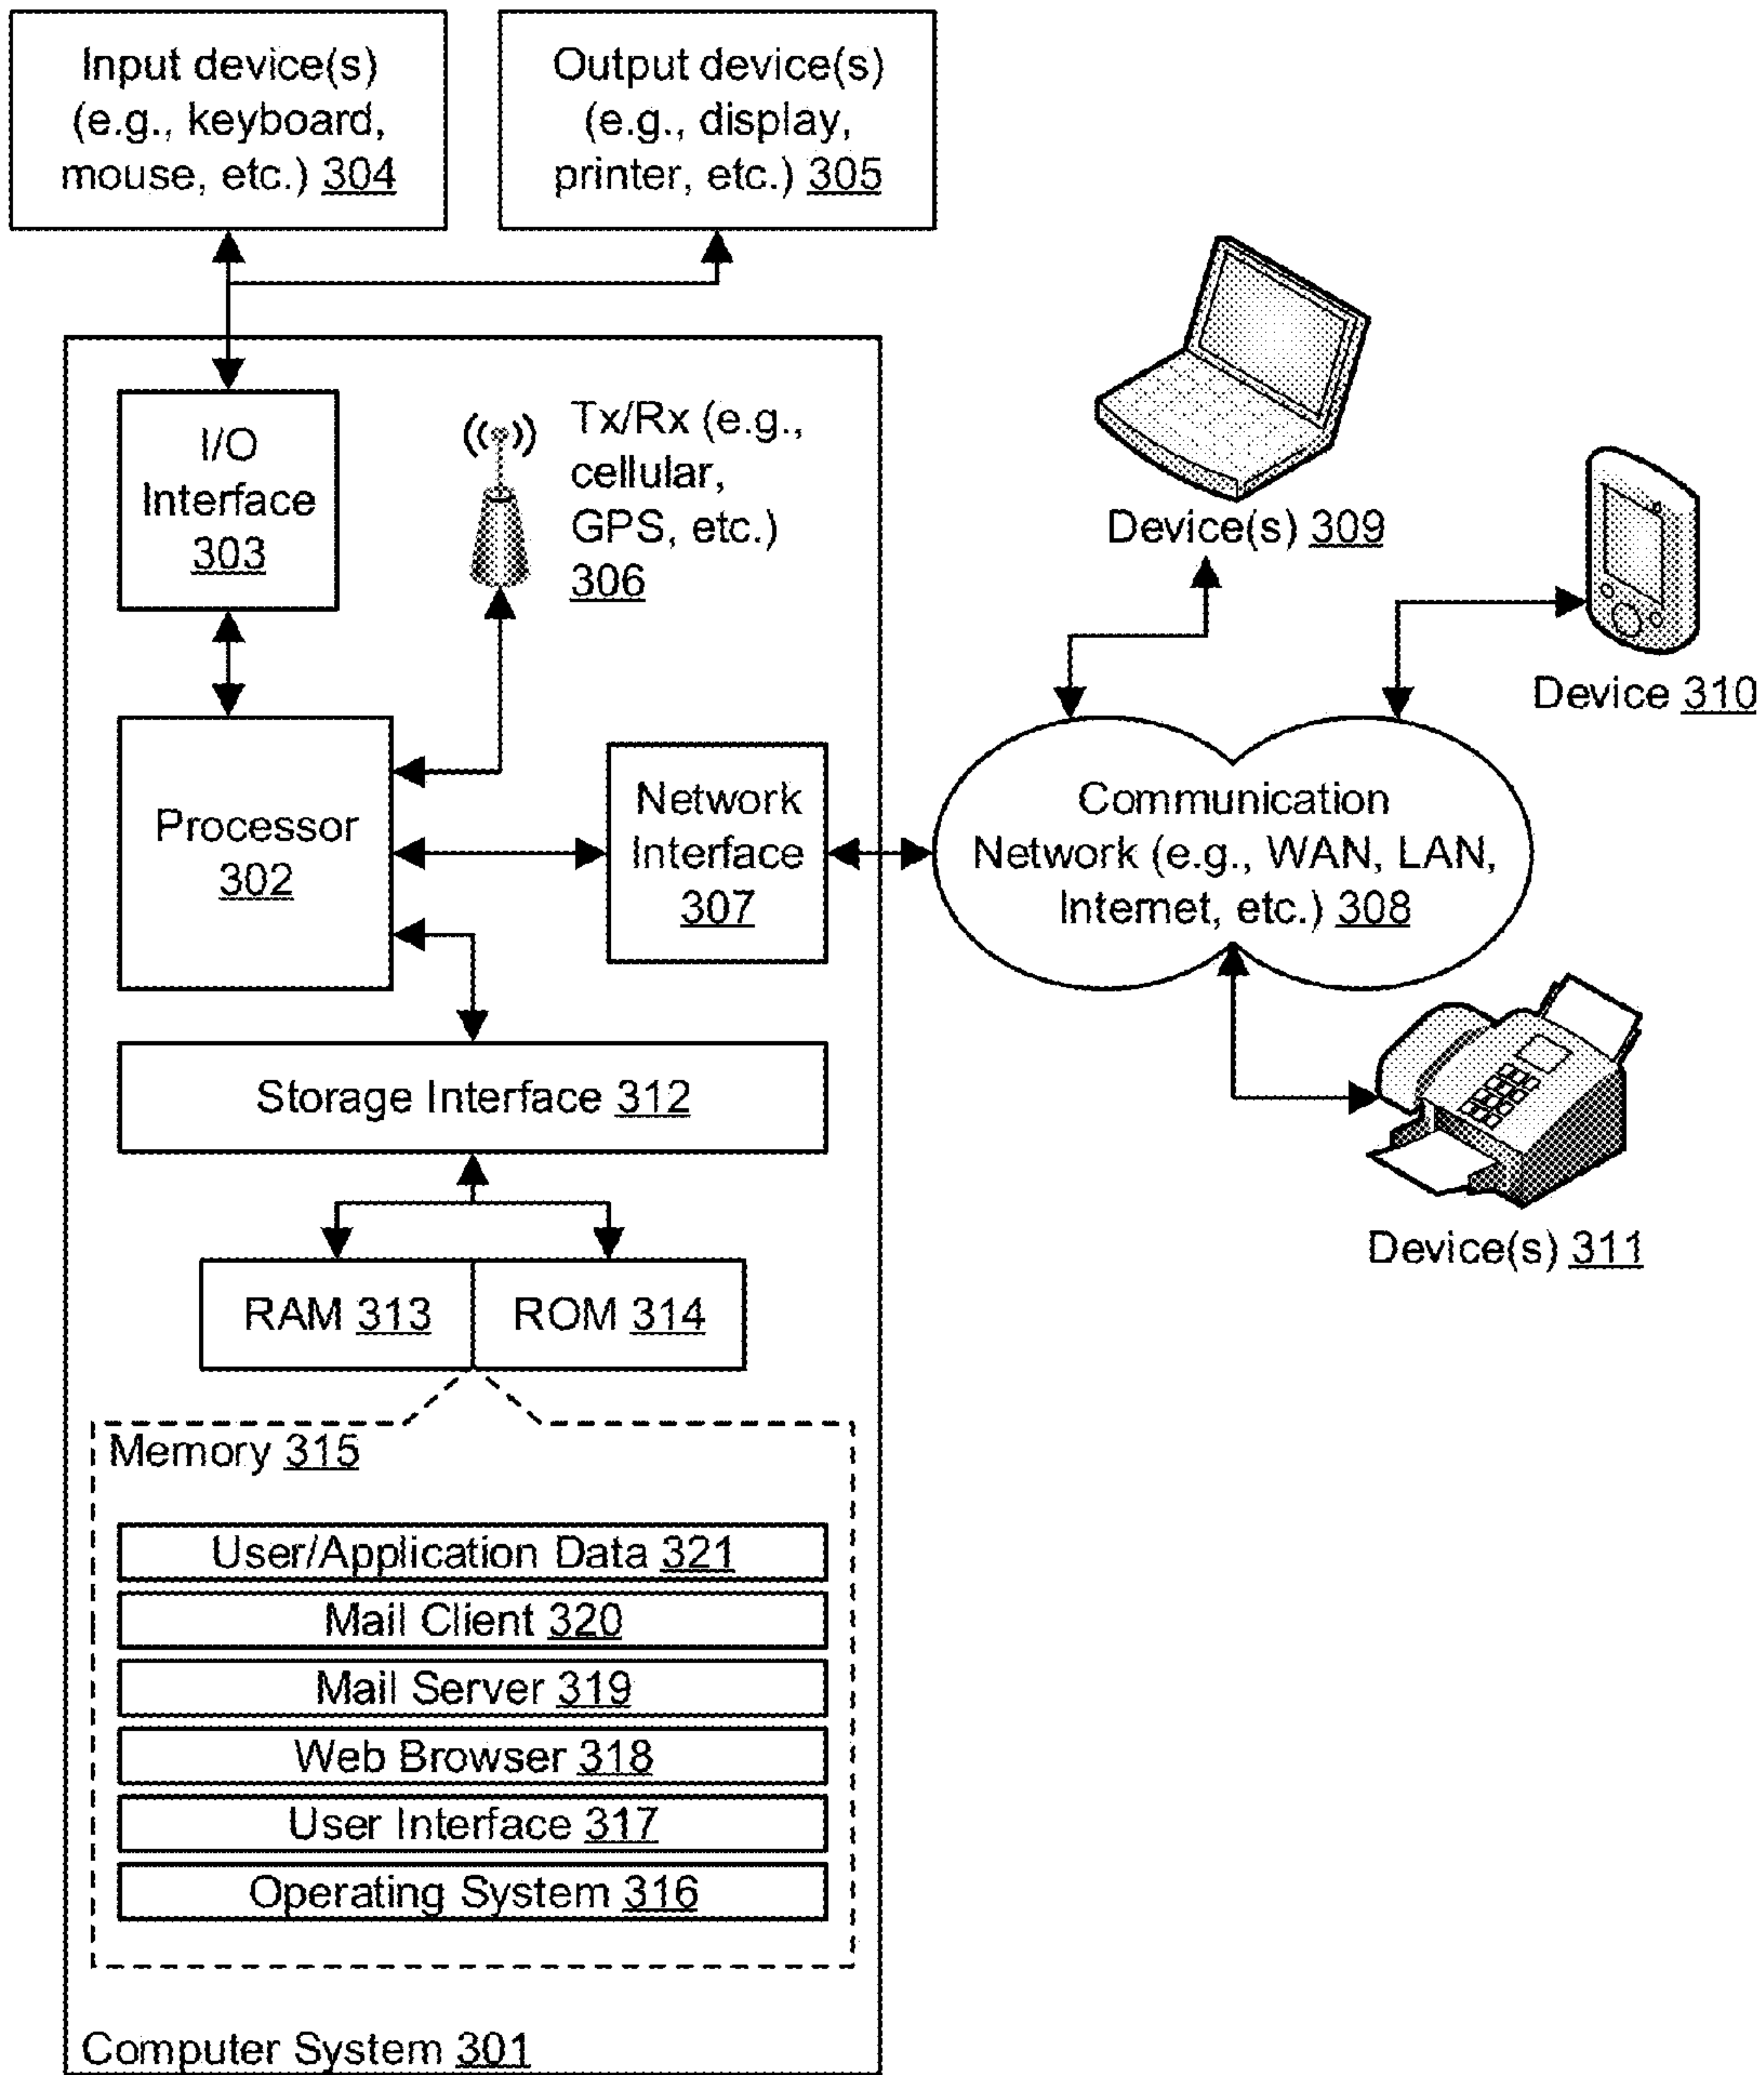 Input device(s)
(e.g., keyboard,
mouse, etc.) 304
Output device(s)
(e.g., display,
printer, etc.) 305
I/O
Interface
303
Tx/Rx (e.g.,
cellular,
GPS, etc.)
306
Device(s) 309
Device 310
Processor
302
Network
Interface
307
Communication
Network (e.g., WAN, LAN,
Internet, etc.) 308
Storage Interface 312
Device(s) 311
RAM 313
ROM 314
Memory 315
User/Application Data 321
Mail Client 320
Mail Server 319
Web Browser 318
User Interface 317
Operating System 316
Computer System 301